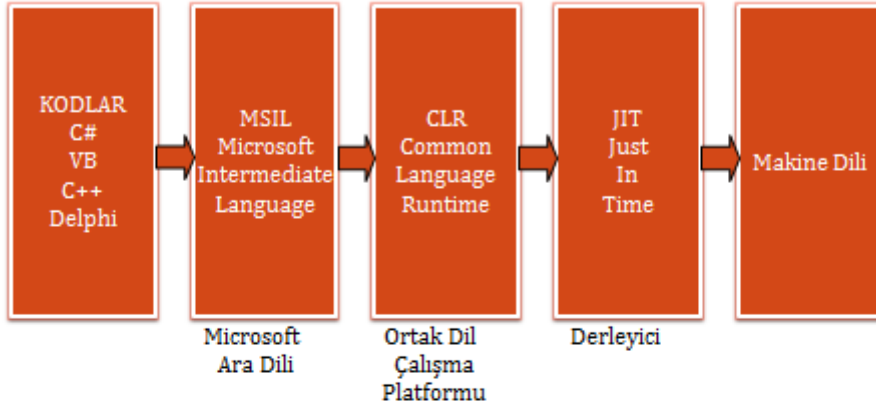 KODLAR
C#
VB
C++
Delphi
MSIL
Microsoft
Intermediate
Language
CLR
Common
Language
Runtime
JIT
Just
In
Time
Makine Dili
Microsoft
Ara Dili
Ortak Dil
Çalışma
Platformu
Derleyici